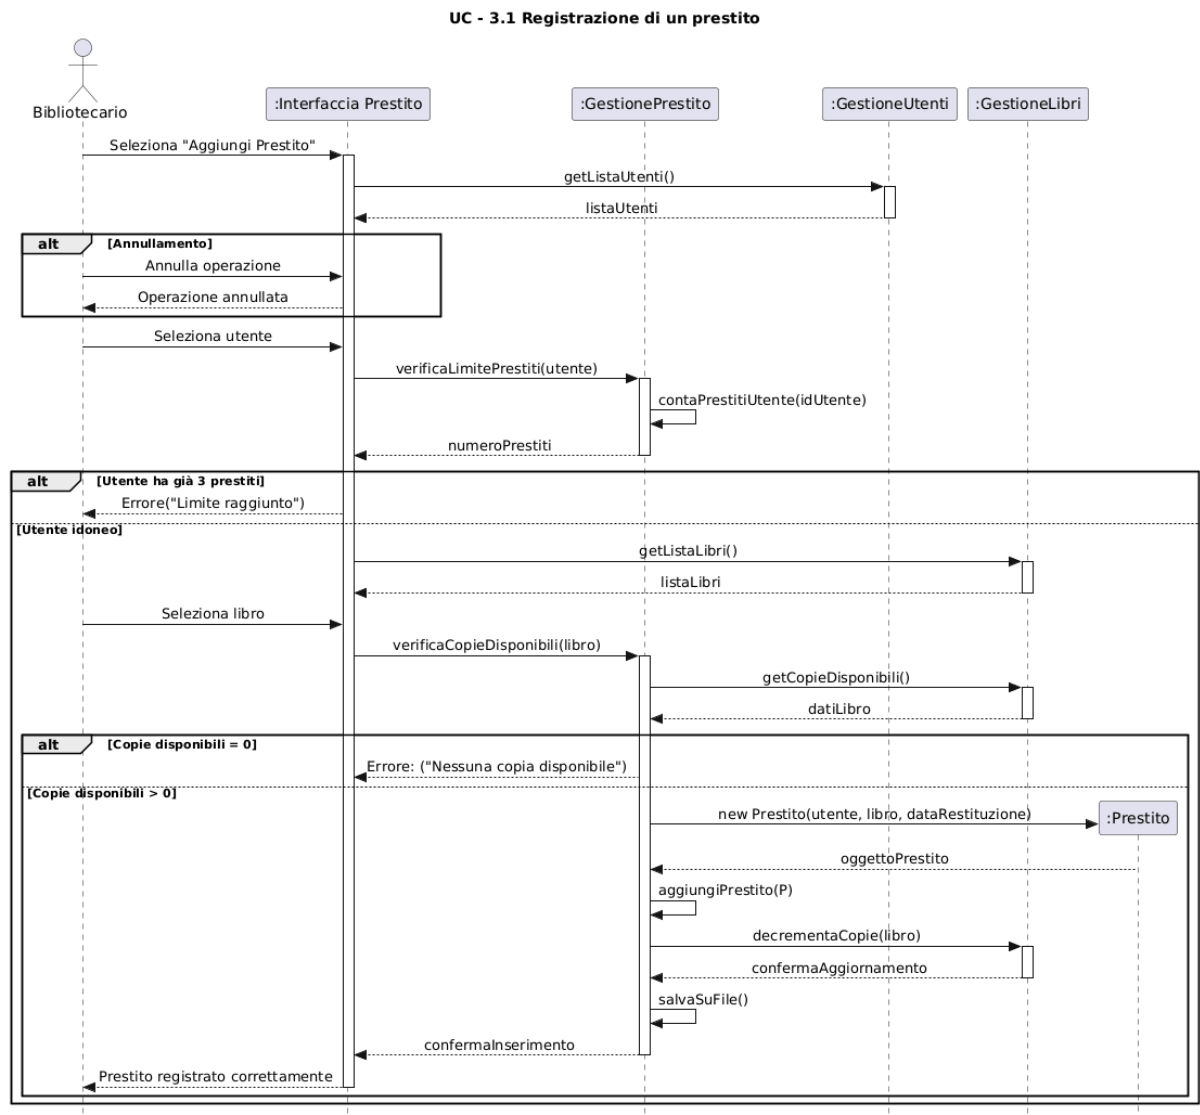 UC - 3.1 Registrazione di un prestito
Bibliotecario
:Interfaccia Prestito
:GestionePrestito
:GestioneUtenti
:GestioneLibri
Seleziona "Aggiungi Prestito"
getListaUtenti()
listaUtenti
alt
[Annullamento]
Annulla operazione
Operazione annullata
Seleziona utente
verificaLimitePrestiti(utente)
contaPrestitiUtente(idUtente)
numeroPrestiti
alt
[Utente ha già 3 prestiti]
Errore("Limite raggiunto")
[Utente idoneo]
getListaLibri()
listaLibri
Seleziona libro
verificaCopieDisponibili(libro)
getCopieDisponibili()
datiLibro
alt
[Copie disponibili = 0]
Errore: ("Nessuna copia disponibile")
[Copie disponibili > 0]
new Prestito(utente, libro, dataRestituzione)
:Prestito
oggettoPrestito
aggiungiPrestito(P)
decrementaCopie(libro)
confermaAggiornamento
salvaSuFile()
confermaInserimento
Prestito registrato correttamente